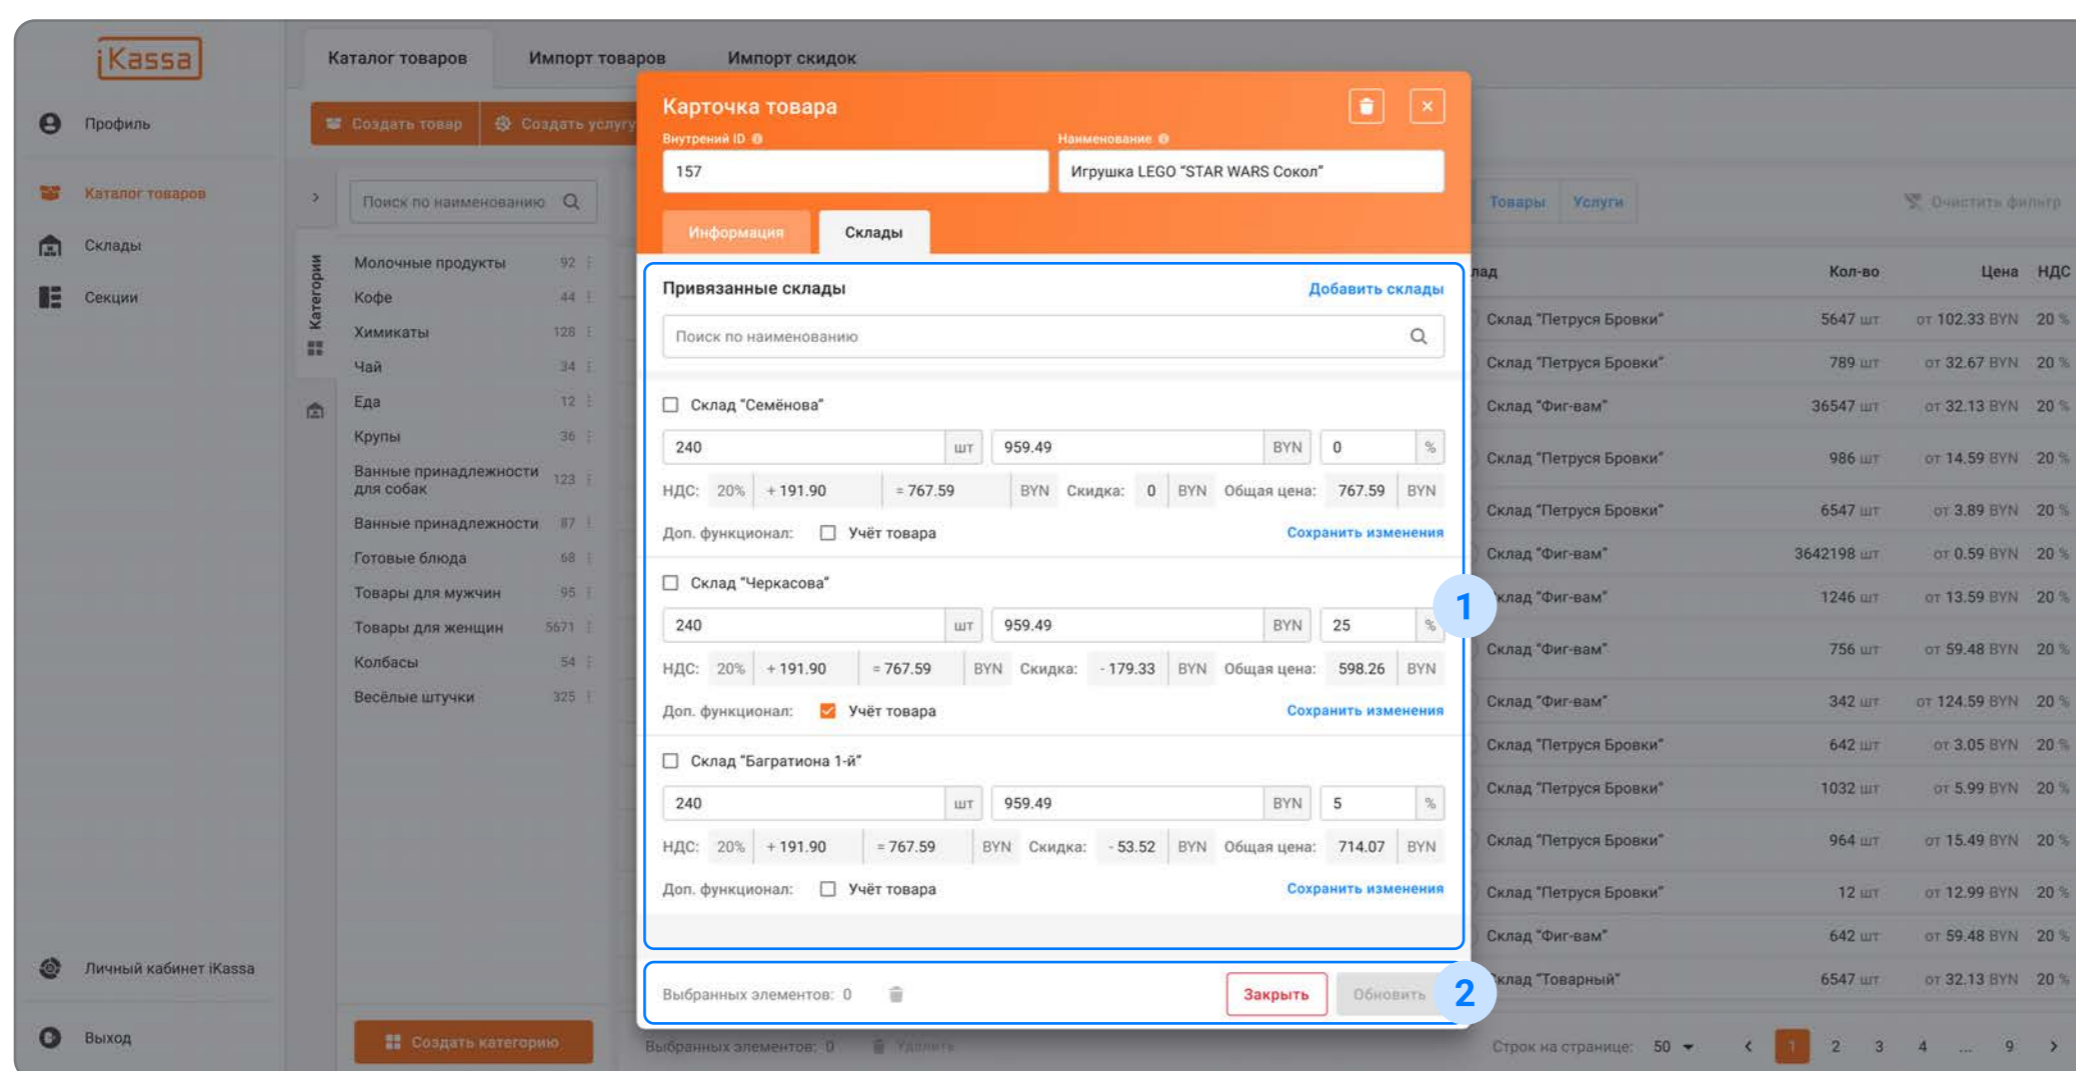 iKassa
Профиль
Каталог товаров
Склады
Секции
Личный кабинет iKassa
Выход
Каталог товаров
Импорт товаров
Импорт скидок
Создать товар
Создать услугу
Поиск по наименованию
Категории
Молочные продукты 92
Кофе 44
Химикаты 128
Чай 34
Еда 12
Крупы 36
Ванные принадлежности
для собак 123
Ванные принадлежности 87
Готовые блюда 68
Товары для мужчин 95
Товары для женщин 5671
Колбасы 54
Весёлые штучки 325
Создать категорию
Карточка товара
Внутрений ID
Наименование
157
Игрушка LEGO "STAR WARS Сокол"
Информация
Склады
Привязанные склады
Добавить склады
Поиск по наименованию
Склад "Семёнова"
240 шт 959.49 BYN 0 %
НДС: 20% + 191.90 = 767.59 BYN Скидка: 0 BYN Общая цена: 767.59 BYN
Доп. функционал: Учёт товара Сохранить изменения
Склад "Черкасова"
240 шт 959.49 BYN 25 %
НДС: 20% + 191.90 = 767.59 BYN Скидка: - 179.33 BYN Общая цена: 598.26 BYN
Доп. функционал: Учёт товара Сохранить изменения
Склад "Багратиона 1-й"
240 шт 959.49 BYN 5 %
НДС: 20% + 191.90 = 767.59 BYN Скидка: - 53.52 BYN Общая цена: 714.07 BYN
Доп. функционал: Учёт товара Сохранить изменения
1
Выбранных элементов: 0
Закрыть
Обновить
2
Товары Услуги
Очистить фильтр
лад Кол-во Цена НДС
Склад "Петруся Бровки" 5647 шт от 102.33 BYN 20 %
Склад "Петруся Бровки" 789 шт от 32.67 BYN 20 %
Склад "Фиг-вам" 36547 шт от 32.13 BYN 20 %
Склад "Петруся Бровки" 986 шт от 14.59 BYN 20 %
Склад "Петруся Бровки" 6547 шт от 3.89 BYN 20 %
Склад "Фиг-вам" 3642198 шт от 0.59 BYN 20 %
клад "Фиг-вам" 1246 шт от 13.59 BYN 20 %
Склад "Фиг-вам" 756 шт от 59.48 BYN 20 %
Склад "Фиг-вам" 342 шт от 124.59 BYN 20 %
Склад "Петруся Бровки" 642 шт от 3.05 BYN 20 %
Склад "Петруся Бровки" 1032 шт от 5.99 BYN 20 %
Склад "Петруся Бровки" 964 шт от 15.49 BYN 20 %
Склад "Петруся Бровки" 12 шт от 12.99 BYN 20 %
Склад "Фиг-вам" 642 шт от 59.48 BYN 20 %
клад "Товарный" 6547 шт от 32.13 BYN 20 %
Выбранных элементов: 0 Удалить
Строк на странице: 50 1 2 3 4 ... 9